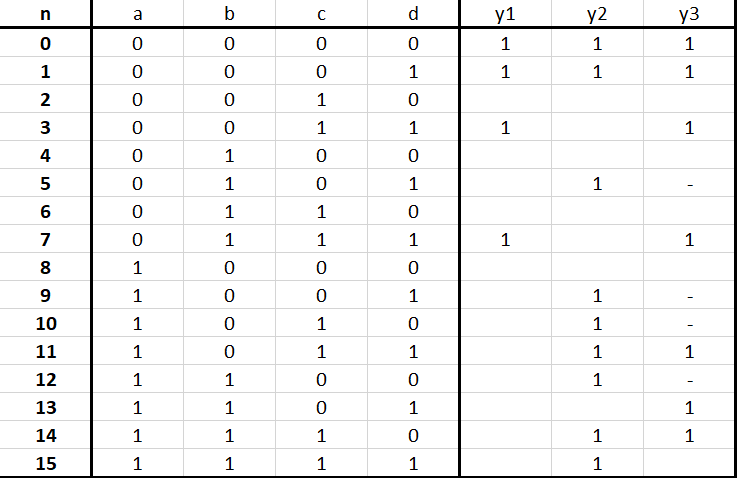 n a b c d y1 y2 y3
0 0 0 0 0 1 1 1
1 0 0 0 1 1 1 1
2 0 0 1 0
3 0 0 1 1 1 1
4 0 1 0 0
5 0 1 0 1 1 -
6 0 1 1 0
7 0 1 1 1 1 1
8 1 0 0 0
9 1 0 0 1 1 -
10 1 0 1 0 1 -
11 1 0 1 1 1 1
12 1 1 0 0 1 -
13 1 1 0 1 1
14 1 1 1 0 1 1
15 1 1 1 1 1